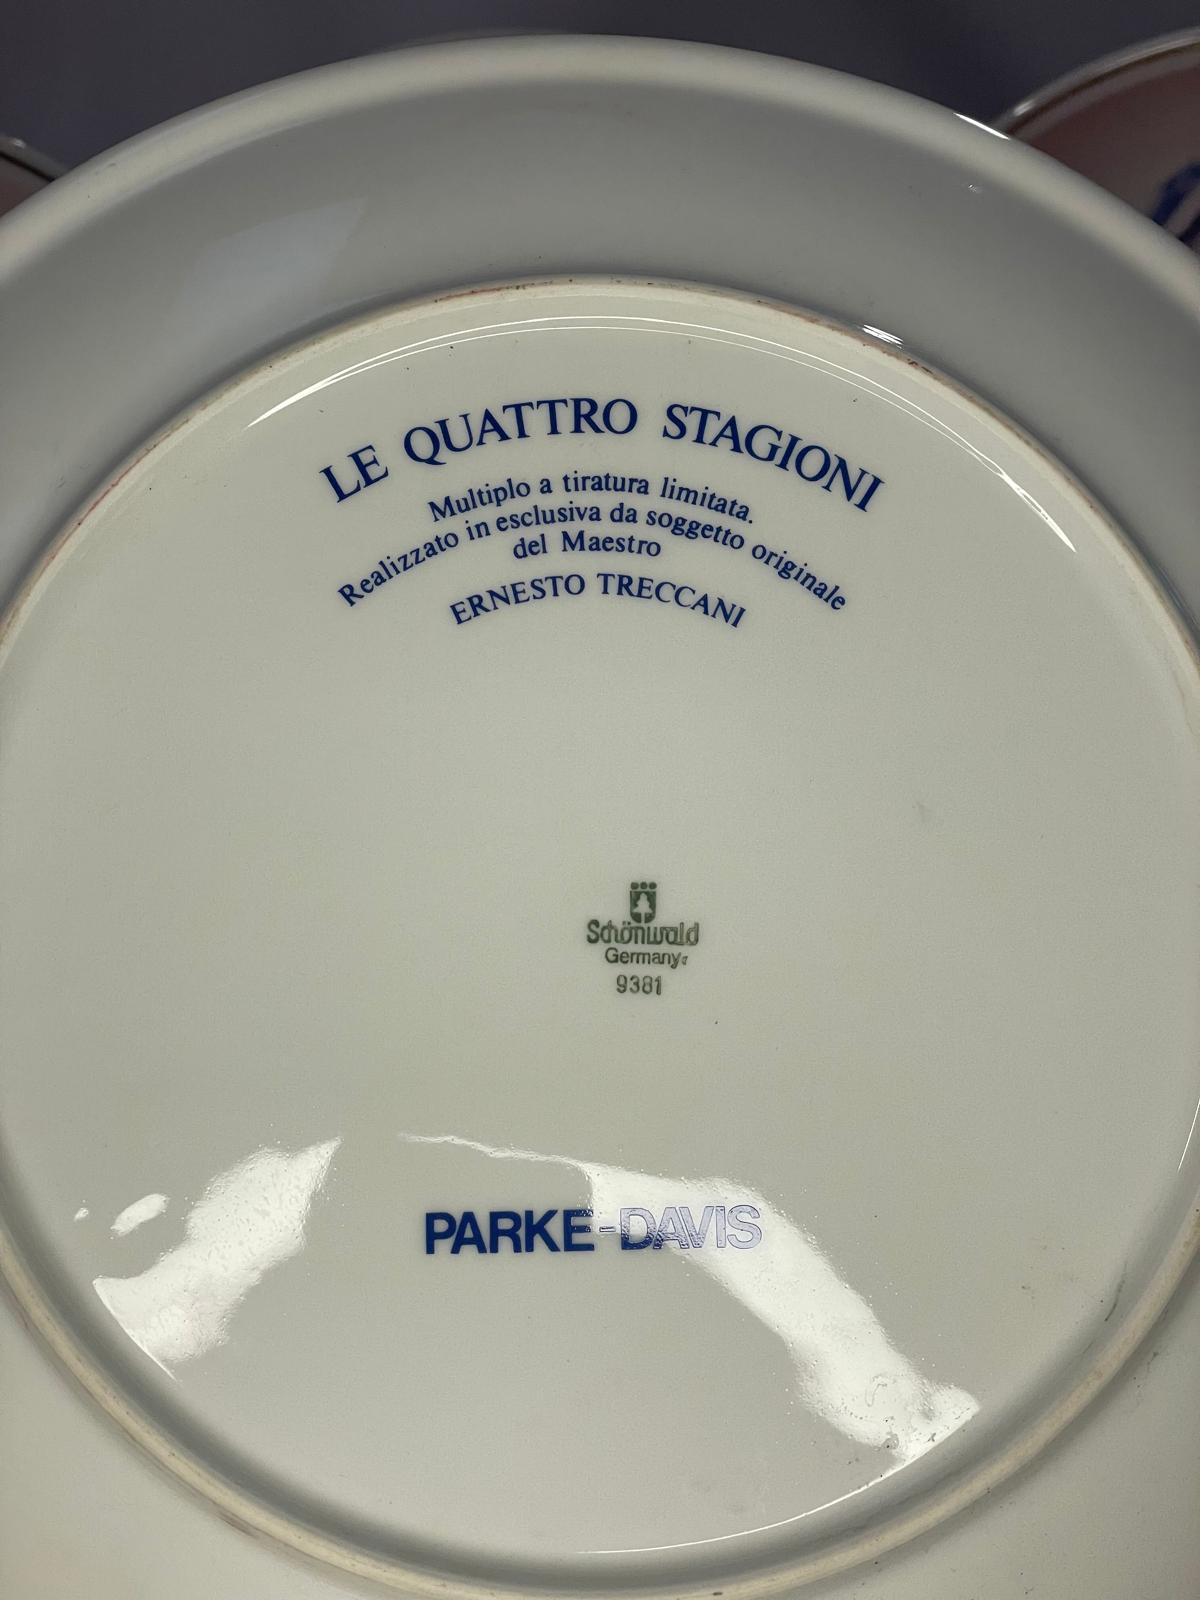 LE QUATTRO STAGIONI
Multiplo a tiratura limitata.
Realizzato in esclusiva da soggetto originale
del Maestro
ERNESTO TRECCANI
Schönwald
Germany
9381
PARKE-DAVIS